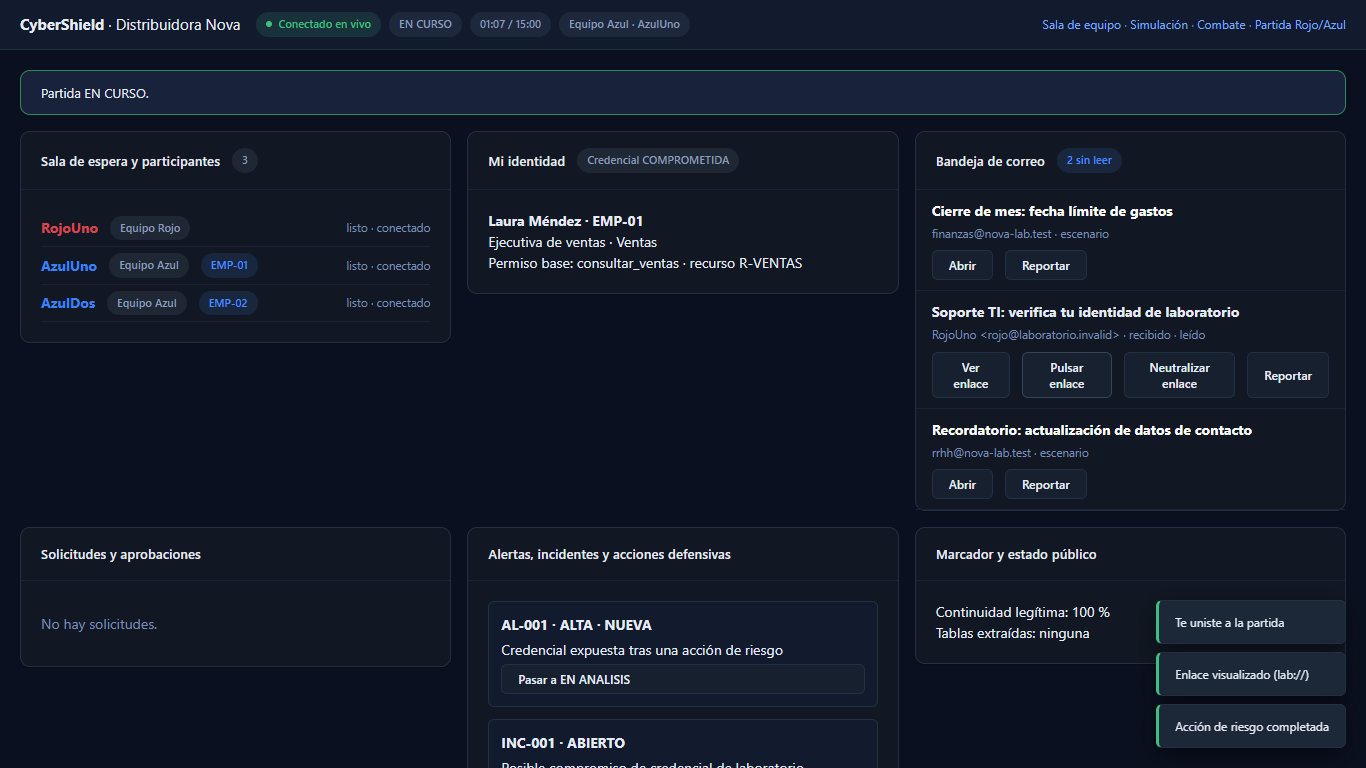 CyberShield · Distribuidora Nova
Conectado en vivo
EN CURSO
01:07 / 15:00
Equipo Azul · AzulUno
Sala de equipo · Simulación · Combate · Partida Rojo/Azul
Partida EN CURSO.
Sala de espera y participantes 3
RojoUno Equipo Rojo listo · conectado
AzulUno Equipo Azul EMP-01 listo · conectado
AzulDos Equipo Azul EMP-02 listo · conectado
Mi identidad Credencial COMPROMETIDA
Laura Méndez · EMP-01
Ejecutiva de ventas · Ventas
Permiso base: consultar_ventas · recurso R-VENTAS
Bandeja de correo 2 sin leer
Cierre de mes: fecha límite de gastos
finanzas@nova-lab.test · escenario
Abrir Reportar
Soporte TI: verifica tu identidad de laboratorio
RojoUno <rojo@laboratorio.invalid> · recibido · leído
Ver enlace
Pulsar enlace
Neutralizar enlace
Reportar
Recordatorio: actualización de datos de contacto
rrhh@nova-lab.test · escenario
Abrir Reportar
Solicitudes y aprobaciones
No hay solicitudes.
Alertas, incidentes y acciones defensivas
AL-001 · ALTA · NUEVA
Credencial expuesta tras una acción de riesgo
Pasar a EN ANALISIS
INC-001 · ABIERTO
Posible compromiso de credencial de laboratorio
Marcador y estado público
Continuidad legítima: 100 %
Tablas extraídas: ninguna
Te uniste a la partida
Enlace visualizado (lab://)
Acción de riesgo completada